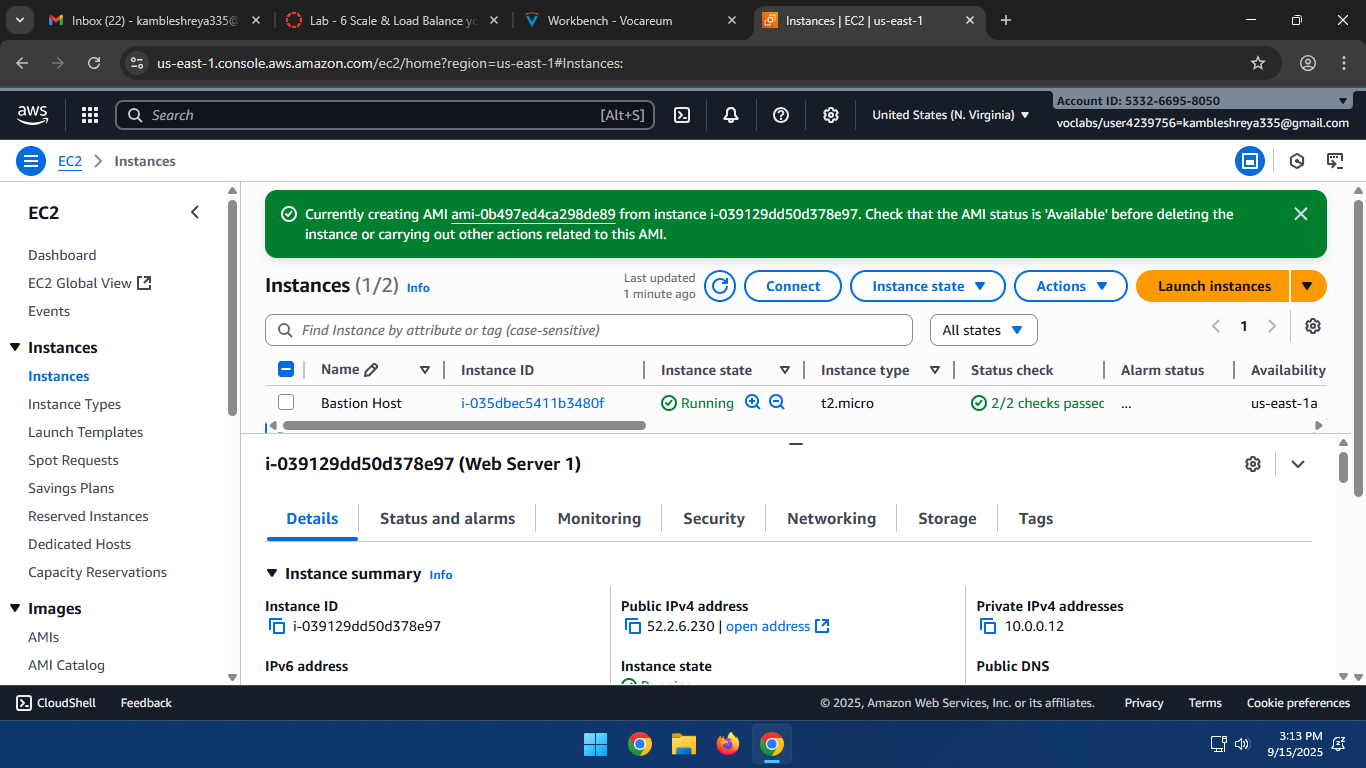 Inbox (22) - kambleshreya335@
Lab - 6 Scale & Load Balance yo
Workbench - Vocareum
Instances | EC2 | us-east-1
us-east-1.console.aws.amazon.com/ec2/home?region=us-east-1#Instances:
aws
Search
[Alt+S]
United States (N. Virginia)
Account ID: 5332-6695-8050
voclabs/user4239756=kambleshreya335@gmail.com
EC2
Instances
EC2
Dashboard
EC2 Global View
Events
Instances
Instances
Instance Types
Launch Templates
Spot Requests
Savings Plans
Reserved Instances
Dedicated Hosts
Capacity Reservations
Images
AMIs
AMI Catalog
Currently creating AMI ami-0b497ed4ca298de89 from instance i-039129dd50d378e97. Check that the AMI status is 'Available' before deleting the
instance or carrying out other actions related to this AMI.
Instances (1/2) Info
Last updated
1 minute ago
Connect
Instance state
Actions
Launch instances
Find Instance by attribute or tag (case-sensitive)
All states
1
Name
Instance ID
Instance state
Instance type
Status check
Alarm status
Availability
Bastion Host
i-035dbec5411b3480f
Running
t2.micro
2/2 checks passec
...
us-east-1a
i-039129dd50d378e97 (Web Server 1)
Details
Status and alarms
Monitoring
Security
Networking
Storage
Tags
Instance summary Info
Instance ID
i-039129dd50d378e97
Public IPv4 address
52.2.6.230 | open address
Private IPv4 addresses
10.0.0.12
IPv6 address
Instance state
Running
Public DNS
CloudShell
Feedback
© 2025, Amazon Web Services, Inc. or its affiliates.
Privacy
Terms
Cookie preferences
3:13 PM
9/15/2025